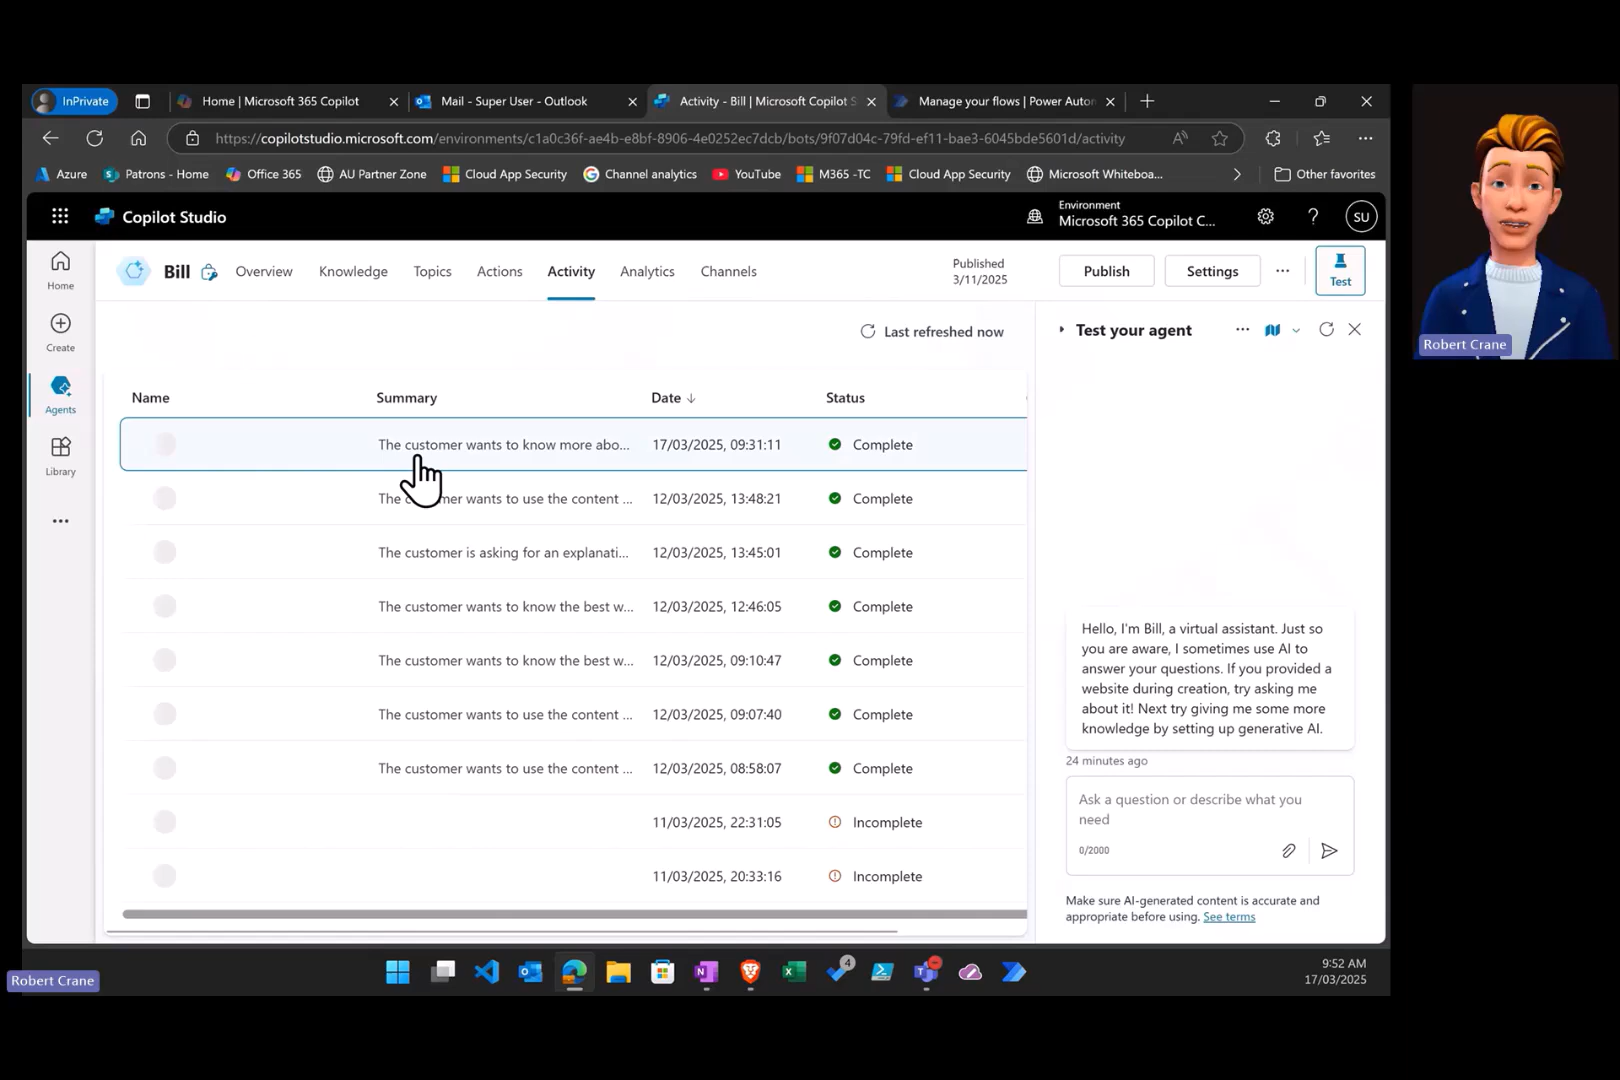 InPrivate
Home | Microsoft 365 Copilot
Mail - Super User - Outlook
Activity - Bill | Microsoft Copilot S
Manage your flows | Power Auton
https://copilotstudio.microsoft.com/environments/c1a0c36f-ae4b-e8bf-8906-4e0252ec7dcb/bots/9f07d04c-79fd-ef11-bae3-6045bde5601d/activity
Azure
Patrons - Home
Office 365
AU Partner Zone
Cloud App Security
Channel analytics
YouTube
M365 -TC
Cloud App Security
Microsoft Whiteboa...
Other favorites
Copilot Studio
Environment
Microsoft 365 Copilot C...
SU
Home
Create
Agents
Library
Bill
Overview
Knowledge
Topics
Actions
Activity
Analytics
Channels
Published
3/11/2025
Publish
Settings
Test
Last refreshed now
Name Summary Date Status
The customer wants to know more abo... 17/03/2025, 09:31:11 Complete
The customer wants to use the content ... 12/03/2025, 13:48:21 Complete
The customer is asking for an explanati... 12/03/2025, 13:45:01 Complete
The customer wants to know the best w... 12/03/2025, 12:46:05 Complete
The customer wants to know the best w... 12/03/2025, 09:10:47 Complete
The customer wants to use the content ... 12/03/2025, 09:07:40 Complete
The customer wants to use the content ... 12/03/2025, 08:58:07 Complete
11/03/2025, 22:31:05 Incomplete
11/03/2025, 20:33:16 Incomplete
Test your agent
Hello, I'm Bill, a virtual assistant. Just so
you are aware, I sometimes use AI to
answer your questions. If you provided a
website during creation, try asking me
about it! Next try giving me some more
knowledge by setting up generative AI.
24 minutes ago
Ask a question or describe what you
need
0/2000
Make sure AI-generated content is accurate and
appropriate before using. See terms
4
9:52 AM
17/03/2025
Robert Crane
Robert Crane